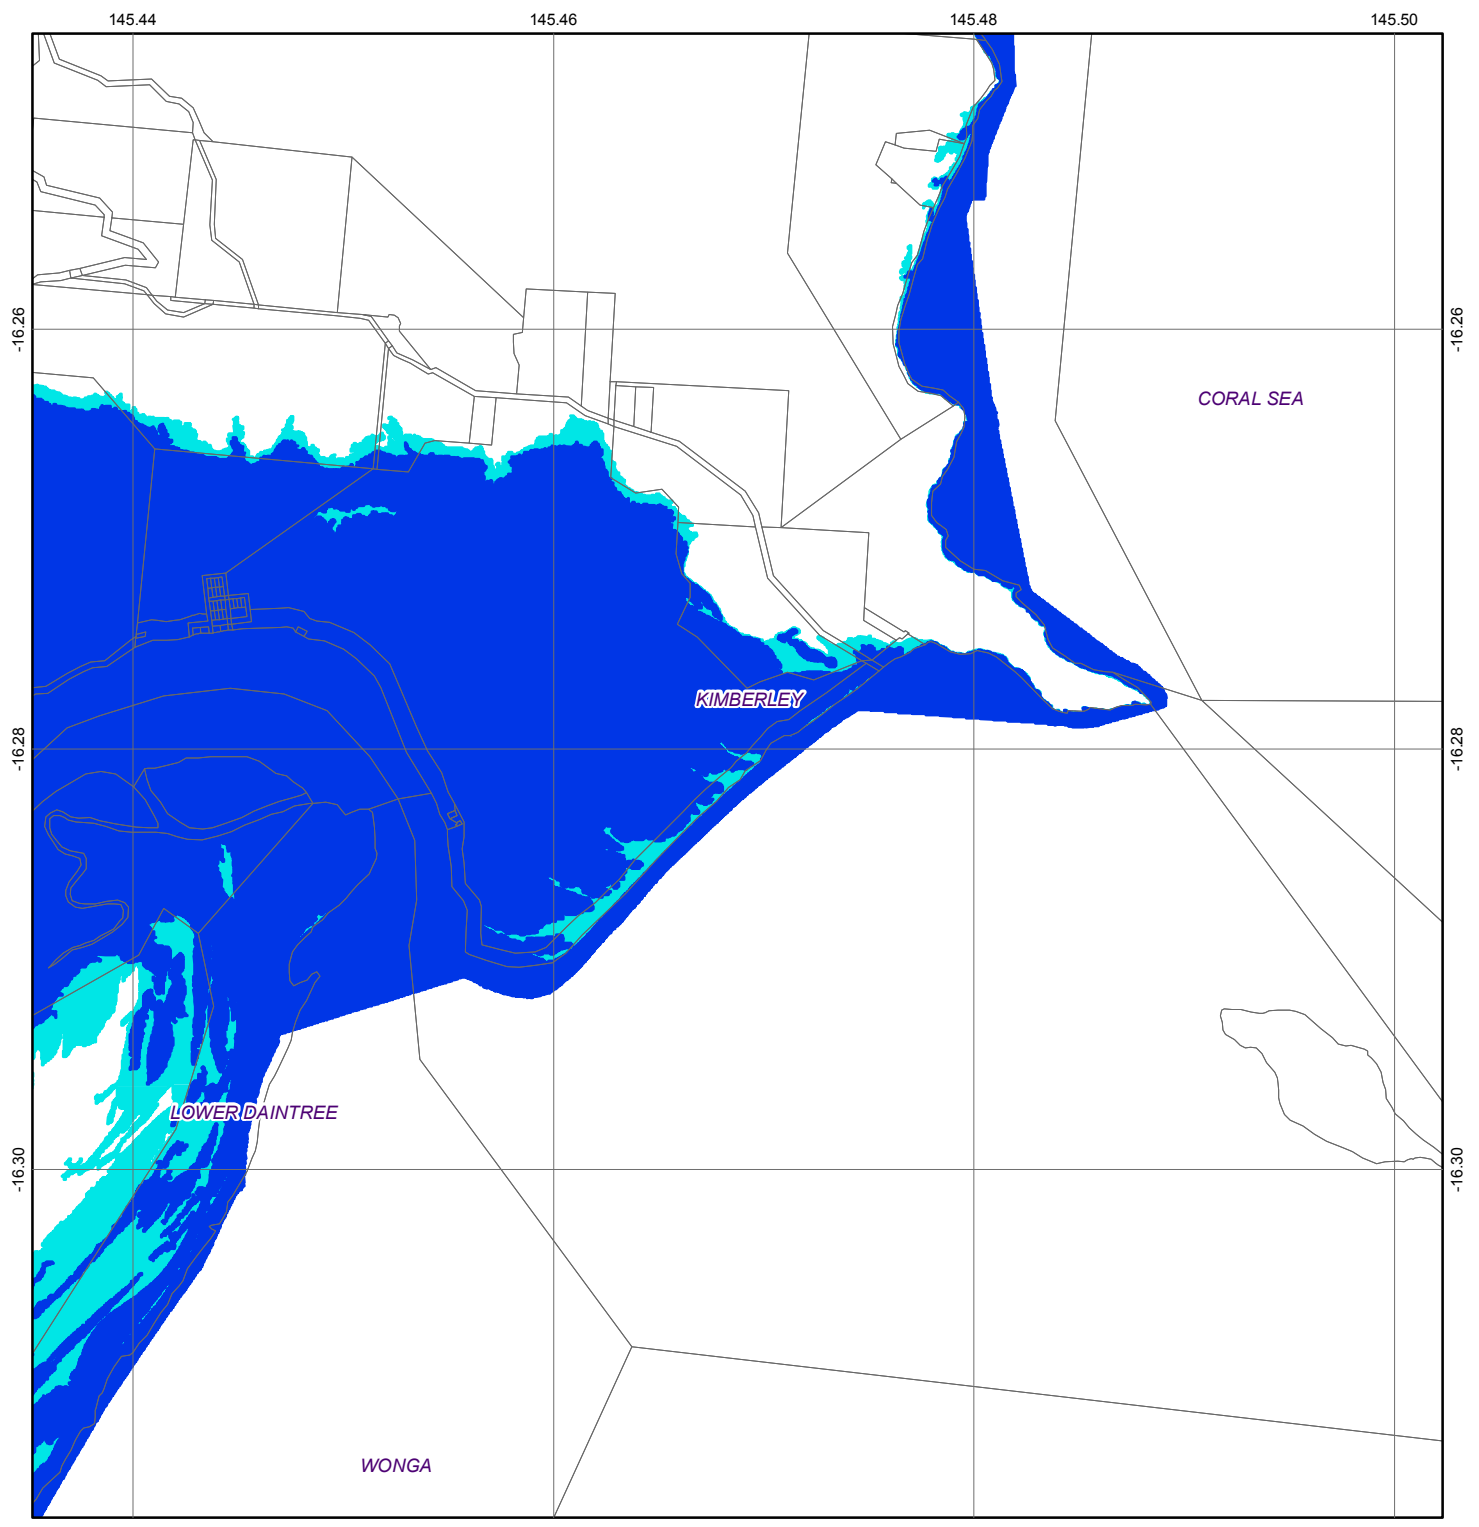 145.44 145.46 145.48 145.50
-16.26 -16.26
CORAL SEA
KIMBERLEY
-16.28 -16.28
LOWER DAINTREE
-16.30 -16.30
WONGA